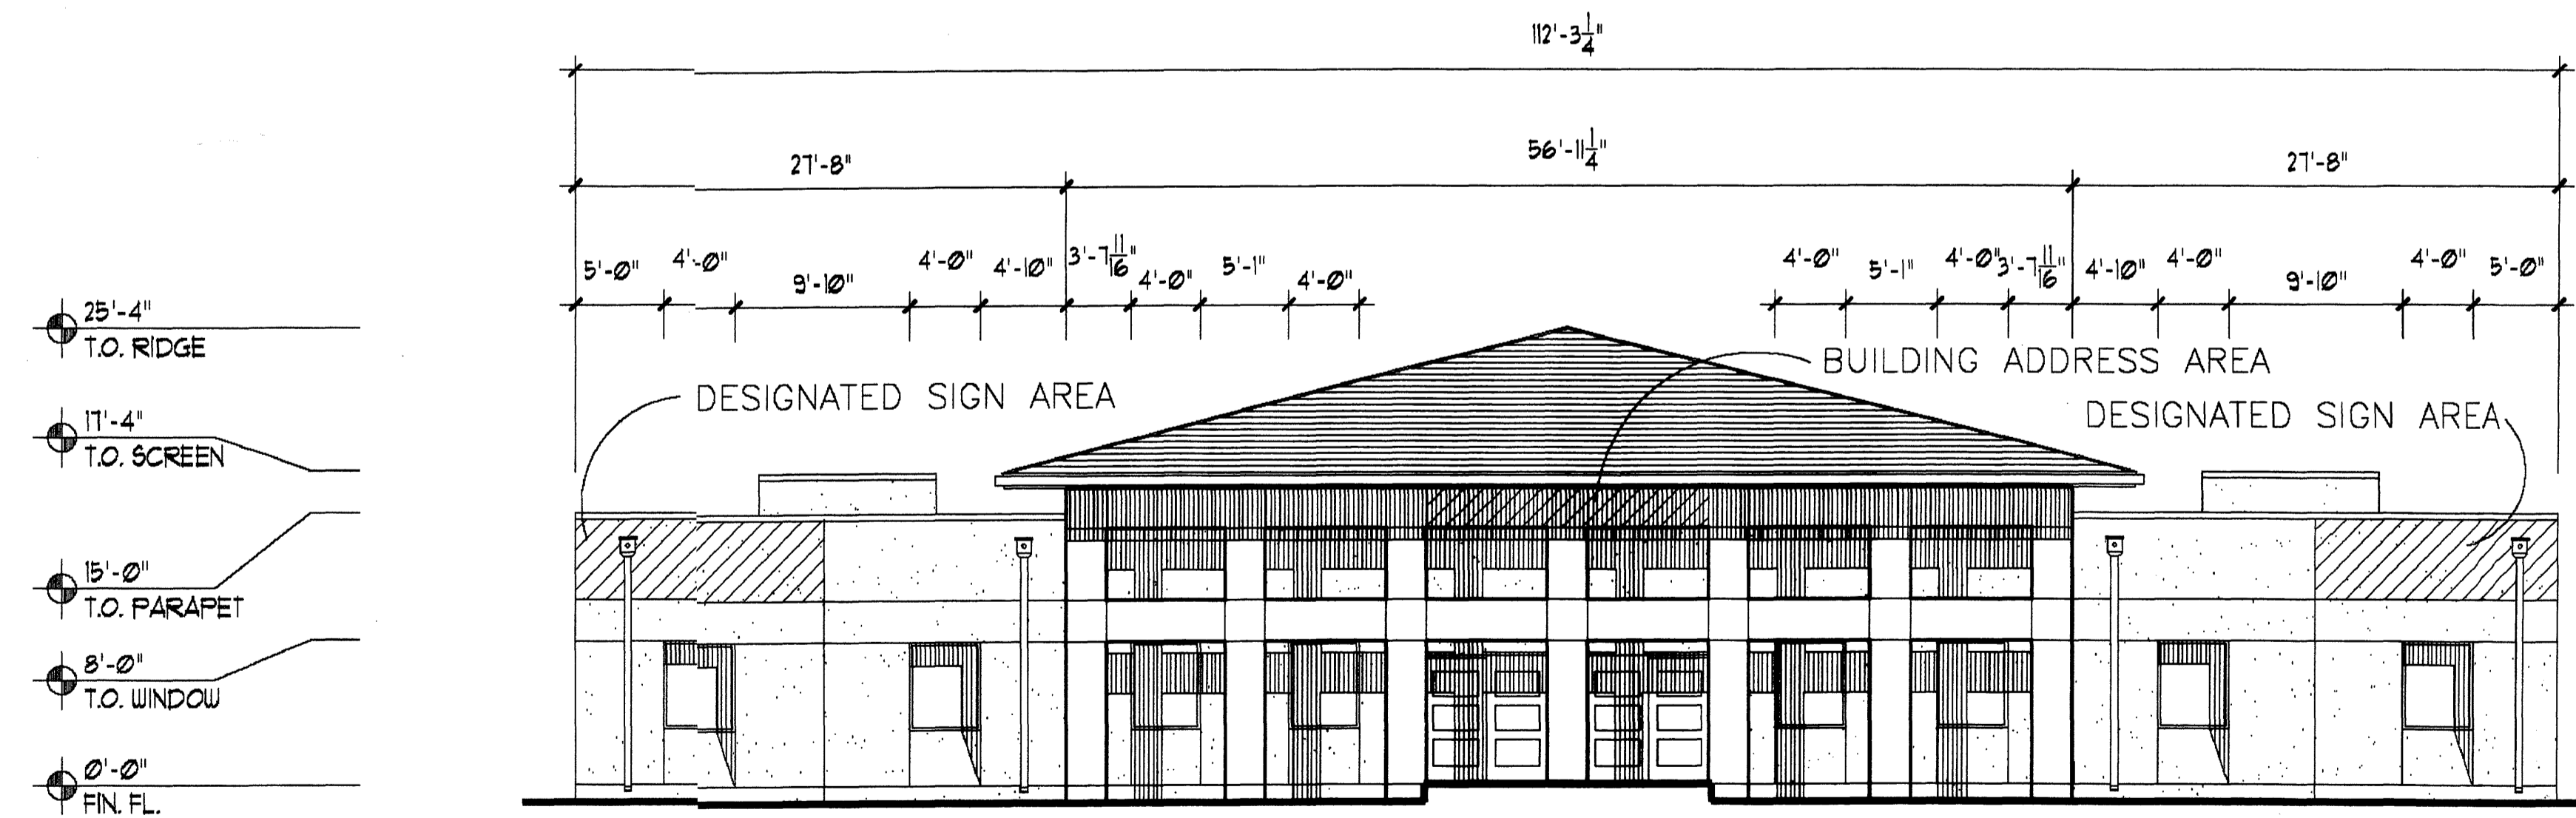 112'-3 1/4"
27'-8" 56'-11 1/4" 27'-8"
5'-0" 4'-0" 9'-10" 4'-0" 4'-10" 3'-7 11/16" 4'-0" 5'-1" 4'-0" 4'-0" 5'-1" 4'-0" 3'-7 11/16" 4'-10" 4'-0" 9'-10" 4'-0" 5'-0"
25'-4"
T.O. RIDGE
BUILDING ADDRESS AREA
DESIGNATED SIGN AREA
DESIGNATED SIGN AREA
17'-4"
T.O. SCREEN
15'-0"
T.O. PARAPET
8'-0"
T.O. WINDOW
0'-0"
FIN. FL.